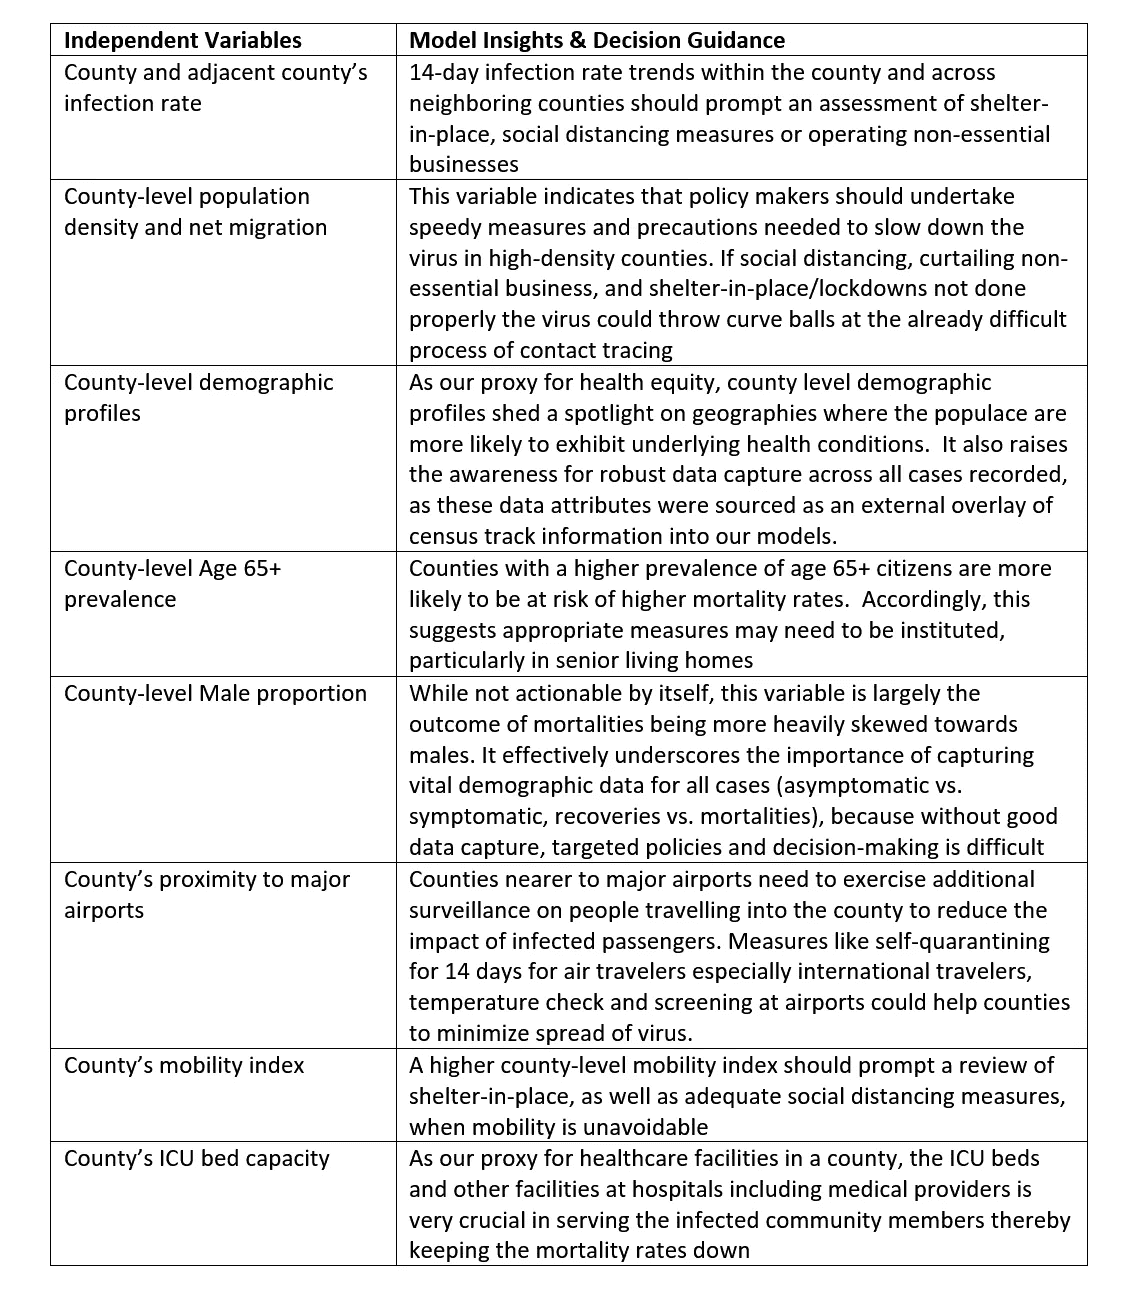 Independent Variables
Model Insights & Decision Guidance
County and adjacent county’s
infection rate
14-day infection rate trends within the county and across
neighboring counties should prompt an assessment of shelter-
in-place, social distancing measures or operating non-essential
businesses
County-level population
density and net migration
This variable indicates that policy makers should undertake
speedy measures and precautions needed to slow down the
virus in high-density counties. If social distancing, curtailing non-
essential business, and shelter-in-place/lockdowns not done
properly the virus could throw curve balls at the already difficult
process of contact tracing
County-level demographic
profiles
As our proxy for health equity, county level demographic
profiles shed a spotlight on geographies where the populace are
more likely to exhibit underlying health conditions.  It also raises
the awareness for robust data capture across all cases recorded,
as these data attributes were sourced as an external overlay of
census track information into our models.
County-level Age 65+
prevalence
Counties with a higher prevalence of age 65+ citizens are more
likely to be at risk of higher mortality rates.  Accordingly, this
suggests appropriate measures may need to be instituted,
particularly in senior living homes
County-level Male proportion
While not actionable by itself, this variable is largely the
outcome of mortalities being more heavily skewed towards
males. It effectively underscores the importance of capturing
vital demographic data for all cases (asymptomatic vs.
symptomatic, recoveries vs. mortalities), because without good
data capture, targeted policies and decision-making is difficult
County’s proximity to major
airports
Counties nearer to major airports need to exercise additional
surveillance on people travelling into the county to reduce the
impact of infected passengers. Measures like self-quarantining
for 14 days for air travelers especially international travelers,
temperature check and screening at airports could help counties
to minimize spread of virus.
County’s mobility index
A higher county-level mobility index should prompt a review of
shelter-in-place, as well as adequate social distancing measures,
when mobility is unavoidable
County’s ICU bed capacity
As our proxy for healthcare facilities in a county, the ICU beds
and other facilities at hospitals including medical providers is
very crucial in serving the infected community members thereby
keeping the mortality rates down